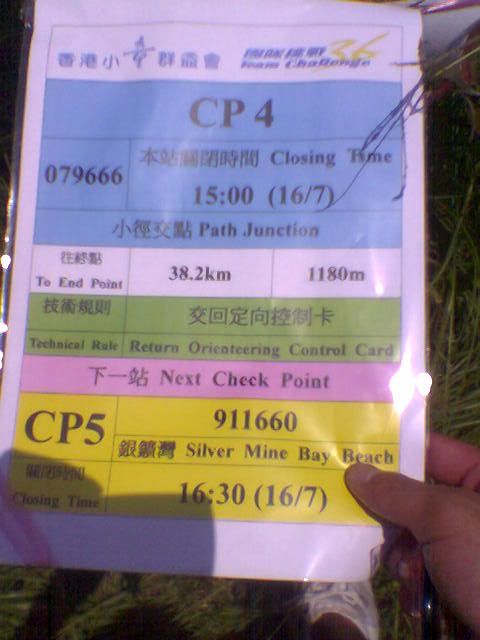 香港小童群益會 團隊挑戰 36
Team Challenge
CP 4
079666
本站關閉時間 Closing Time
15:00 (16/7)
小徑交點 Path Junction
往終點
To End Point
38.2km
1180m
技術規則
Technical Rule
交回定向控制卡
Return Orienteering Control Card
下一站 Next Check Point
CP5
911660
銀鑛灣 Silver Mine Bay Beach
關閉時間
Closing Time
16:30 (16/7)